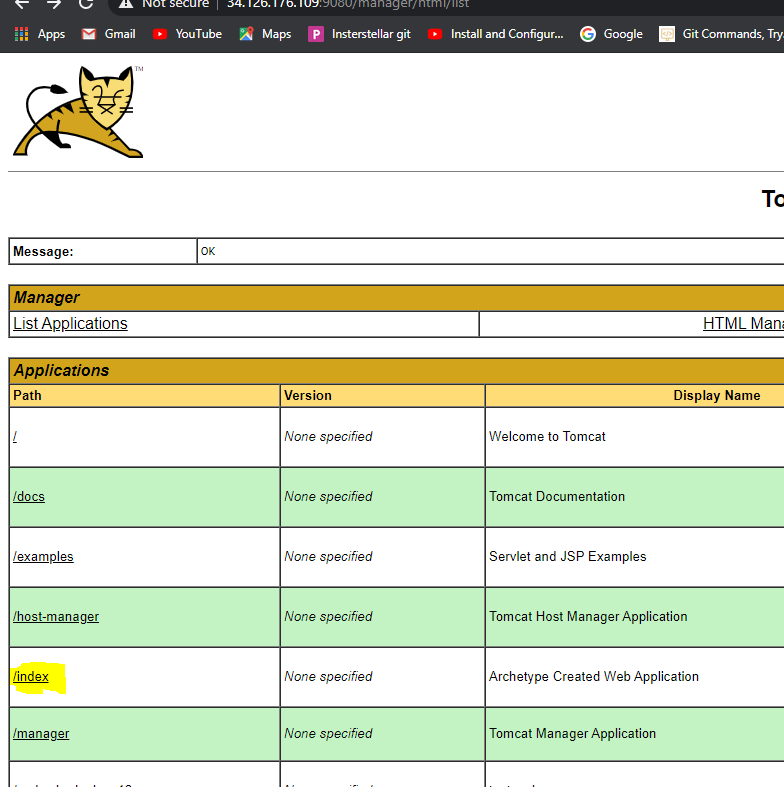 Not secure | 34.126.176.109:9080/manager/html/list
Apps Gmail YouTube Maps Insterstellar git Install and Configur... Google Git Commands, Try
TM
To
Message: OK
Manager
List Applications HTML Mana
Applications
Path Version Display Name
/ None specified Welcome to Tomcat
/docs None specified Tomcat Documentation
/examples None specified Servlet and JSP Examples
/host-manager None specified Tomcat Host Manager Application
/index None specified Archetype Created Web Application
/manager None specified Tomcat Manager Application